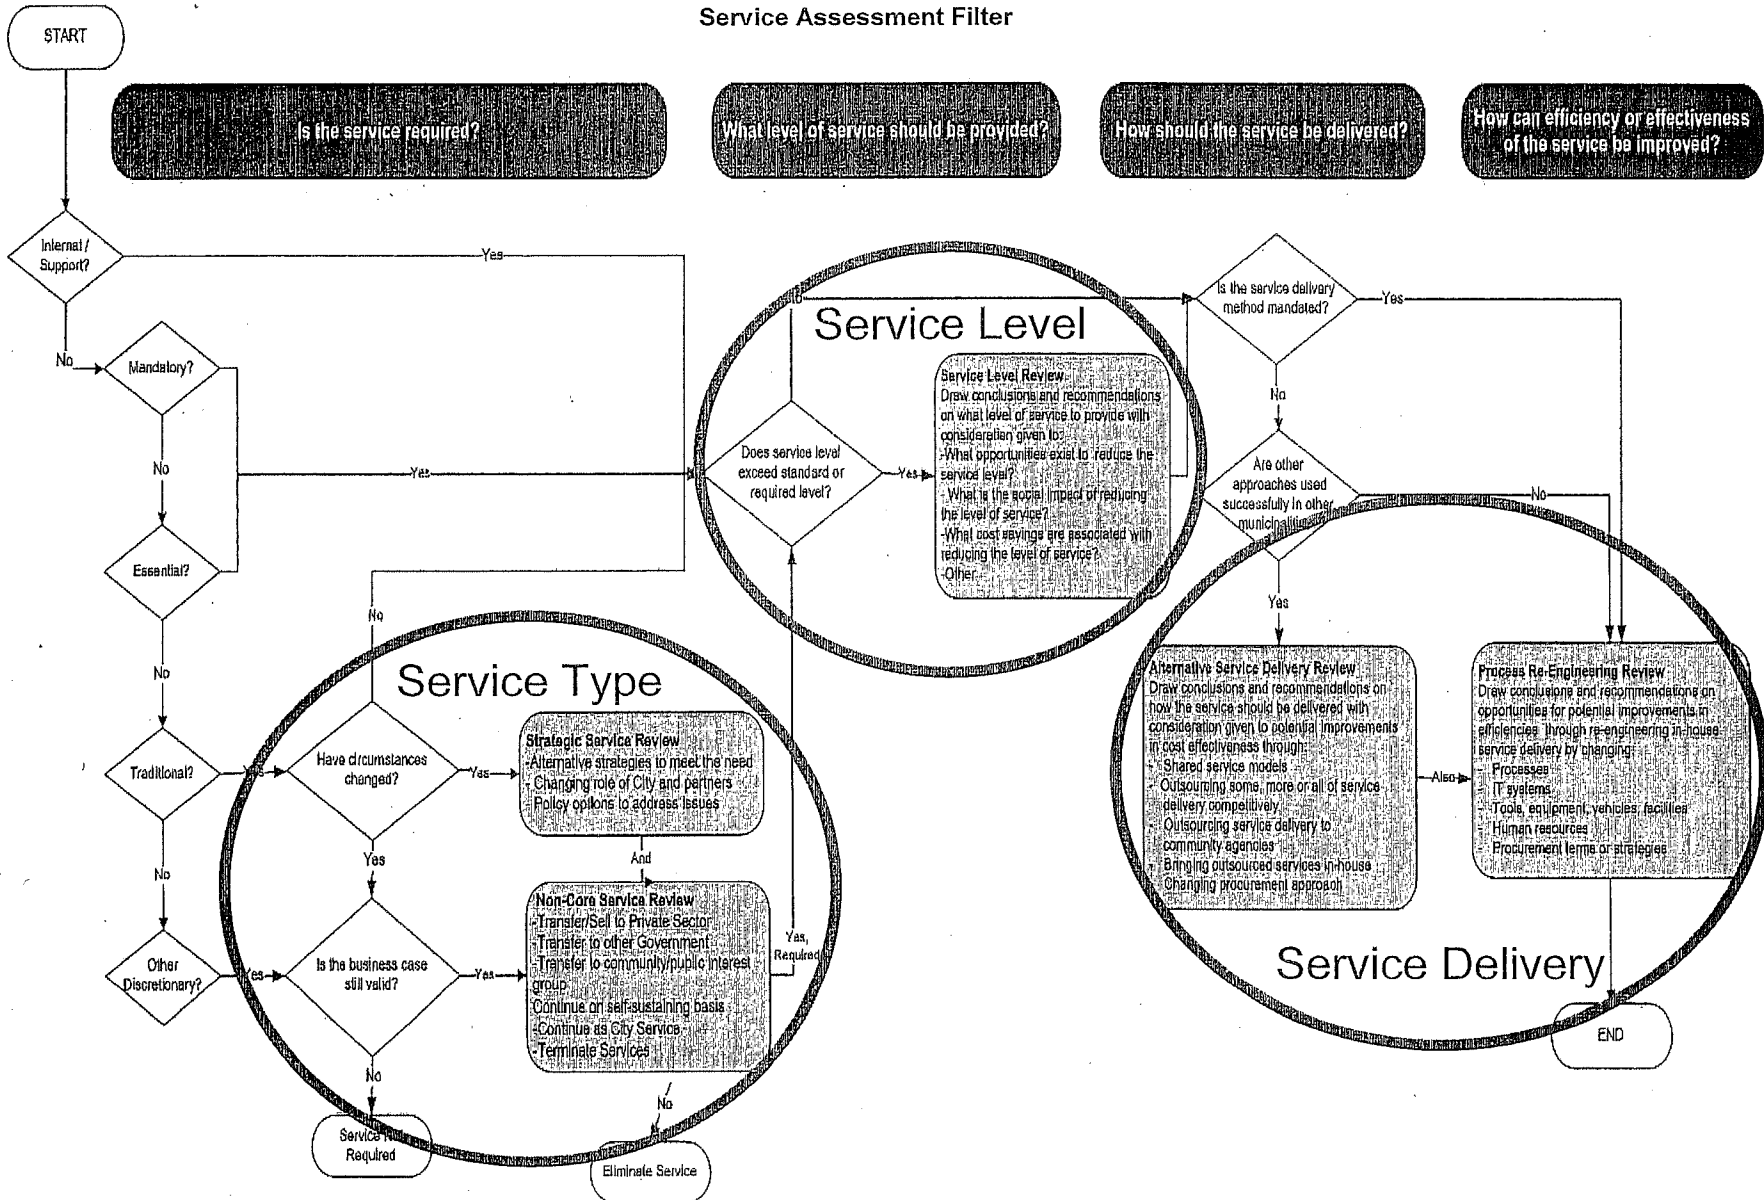 Service Assessment Filter
START
Is the service required?
What level of service should be provided?
How should the service be delivered?
How can efficiency or effectiveness
of the service be improved?
Internal /
Support?
Yes
No
Mandatory?
No
Yes
Essential?
No
Traditional?
Yes
No
Other
Discretionary?
Yes
Service Type
No
Have circumstances
changed?
Yes
Yes
Strategic Service Review
-Alternative strategies to meet the need
- Changing role of City and partners
- Policy options to address issues
And
Is the business case
still valid?
Yes
No
Non-Core Service Review
-Transfer/Sell to Private Sector
-Transfer to other Government
-Transfer to community/public interest
group
Continue on self-sustaining basis
-Continue as City Service
-Terminate Services
Yes,
Required
No
Service
Required
Eliminate Service
Service Level
Does service level
exceed standard or
required level?
Yes
Service Level Review
Draw conclusions and recommendations
on what level of service to provide with
consideration given to:
-What opportunities exist to reduce the
service level?
- What is the social impact of reducing
the level of service?
-What cost savings are associated with
reducing the level of service?
-Other
Is the service delivery
method mandated?
Yes
No
Are other
approaches used
successfully in other
No
Yes
Alternative Service Delivery Review
Draw conclusions and recommendations on
how the service should be delivered with
consideration given to potential improvements
in cost effectiveness through:
- Shared service models
- Outsourcing some, more or all of service
delivery competitively
- Outsourcing service delivery to
community agencies
- Bringing outsourced services in-house
- Changing procurement approach
Also
Process Re-Engineering Review
Draw conclusions and recommendations on
opportunities for potential improvements in
efficiencies through re-engineering in-house
service delivery by changing:
- Processes
- IT systems
- Tools, equipment, vehicles, facilities
- Human resources
- Procurement terms or strategies
Service Delivery
END